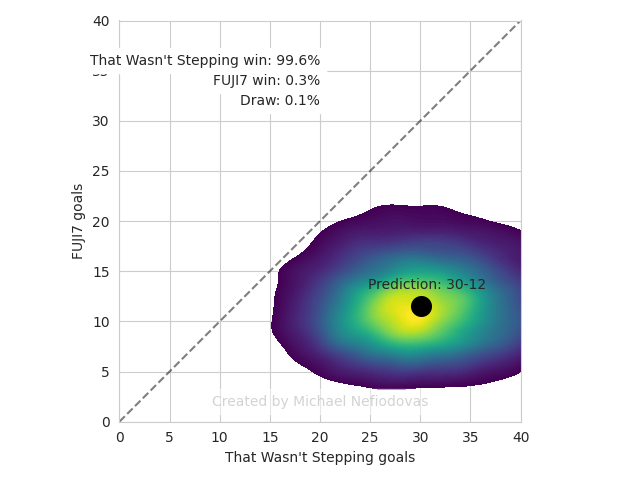 40
That Wasn't Stepping win: 99.6%
35
FUJI7 win: 0.3%
Draw: 0.1%
30
25
20
15
10
5
0
FUJI7 goals
Prediction: 30-12
Created by Michael Nefiodovas
0 5 10 15 20 25 30 35 40
That Wasn't Stepping goals